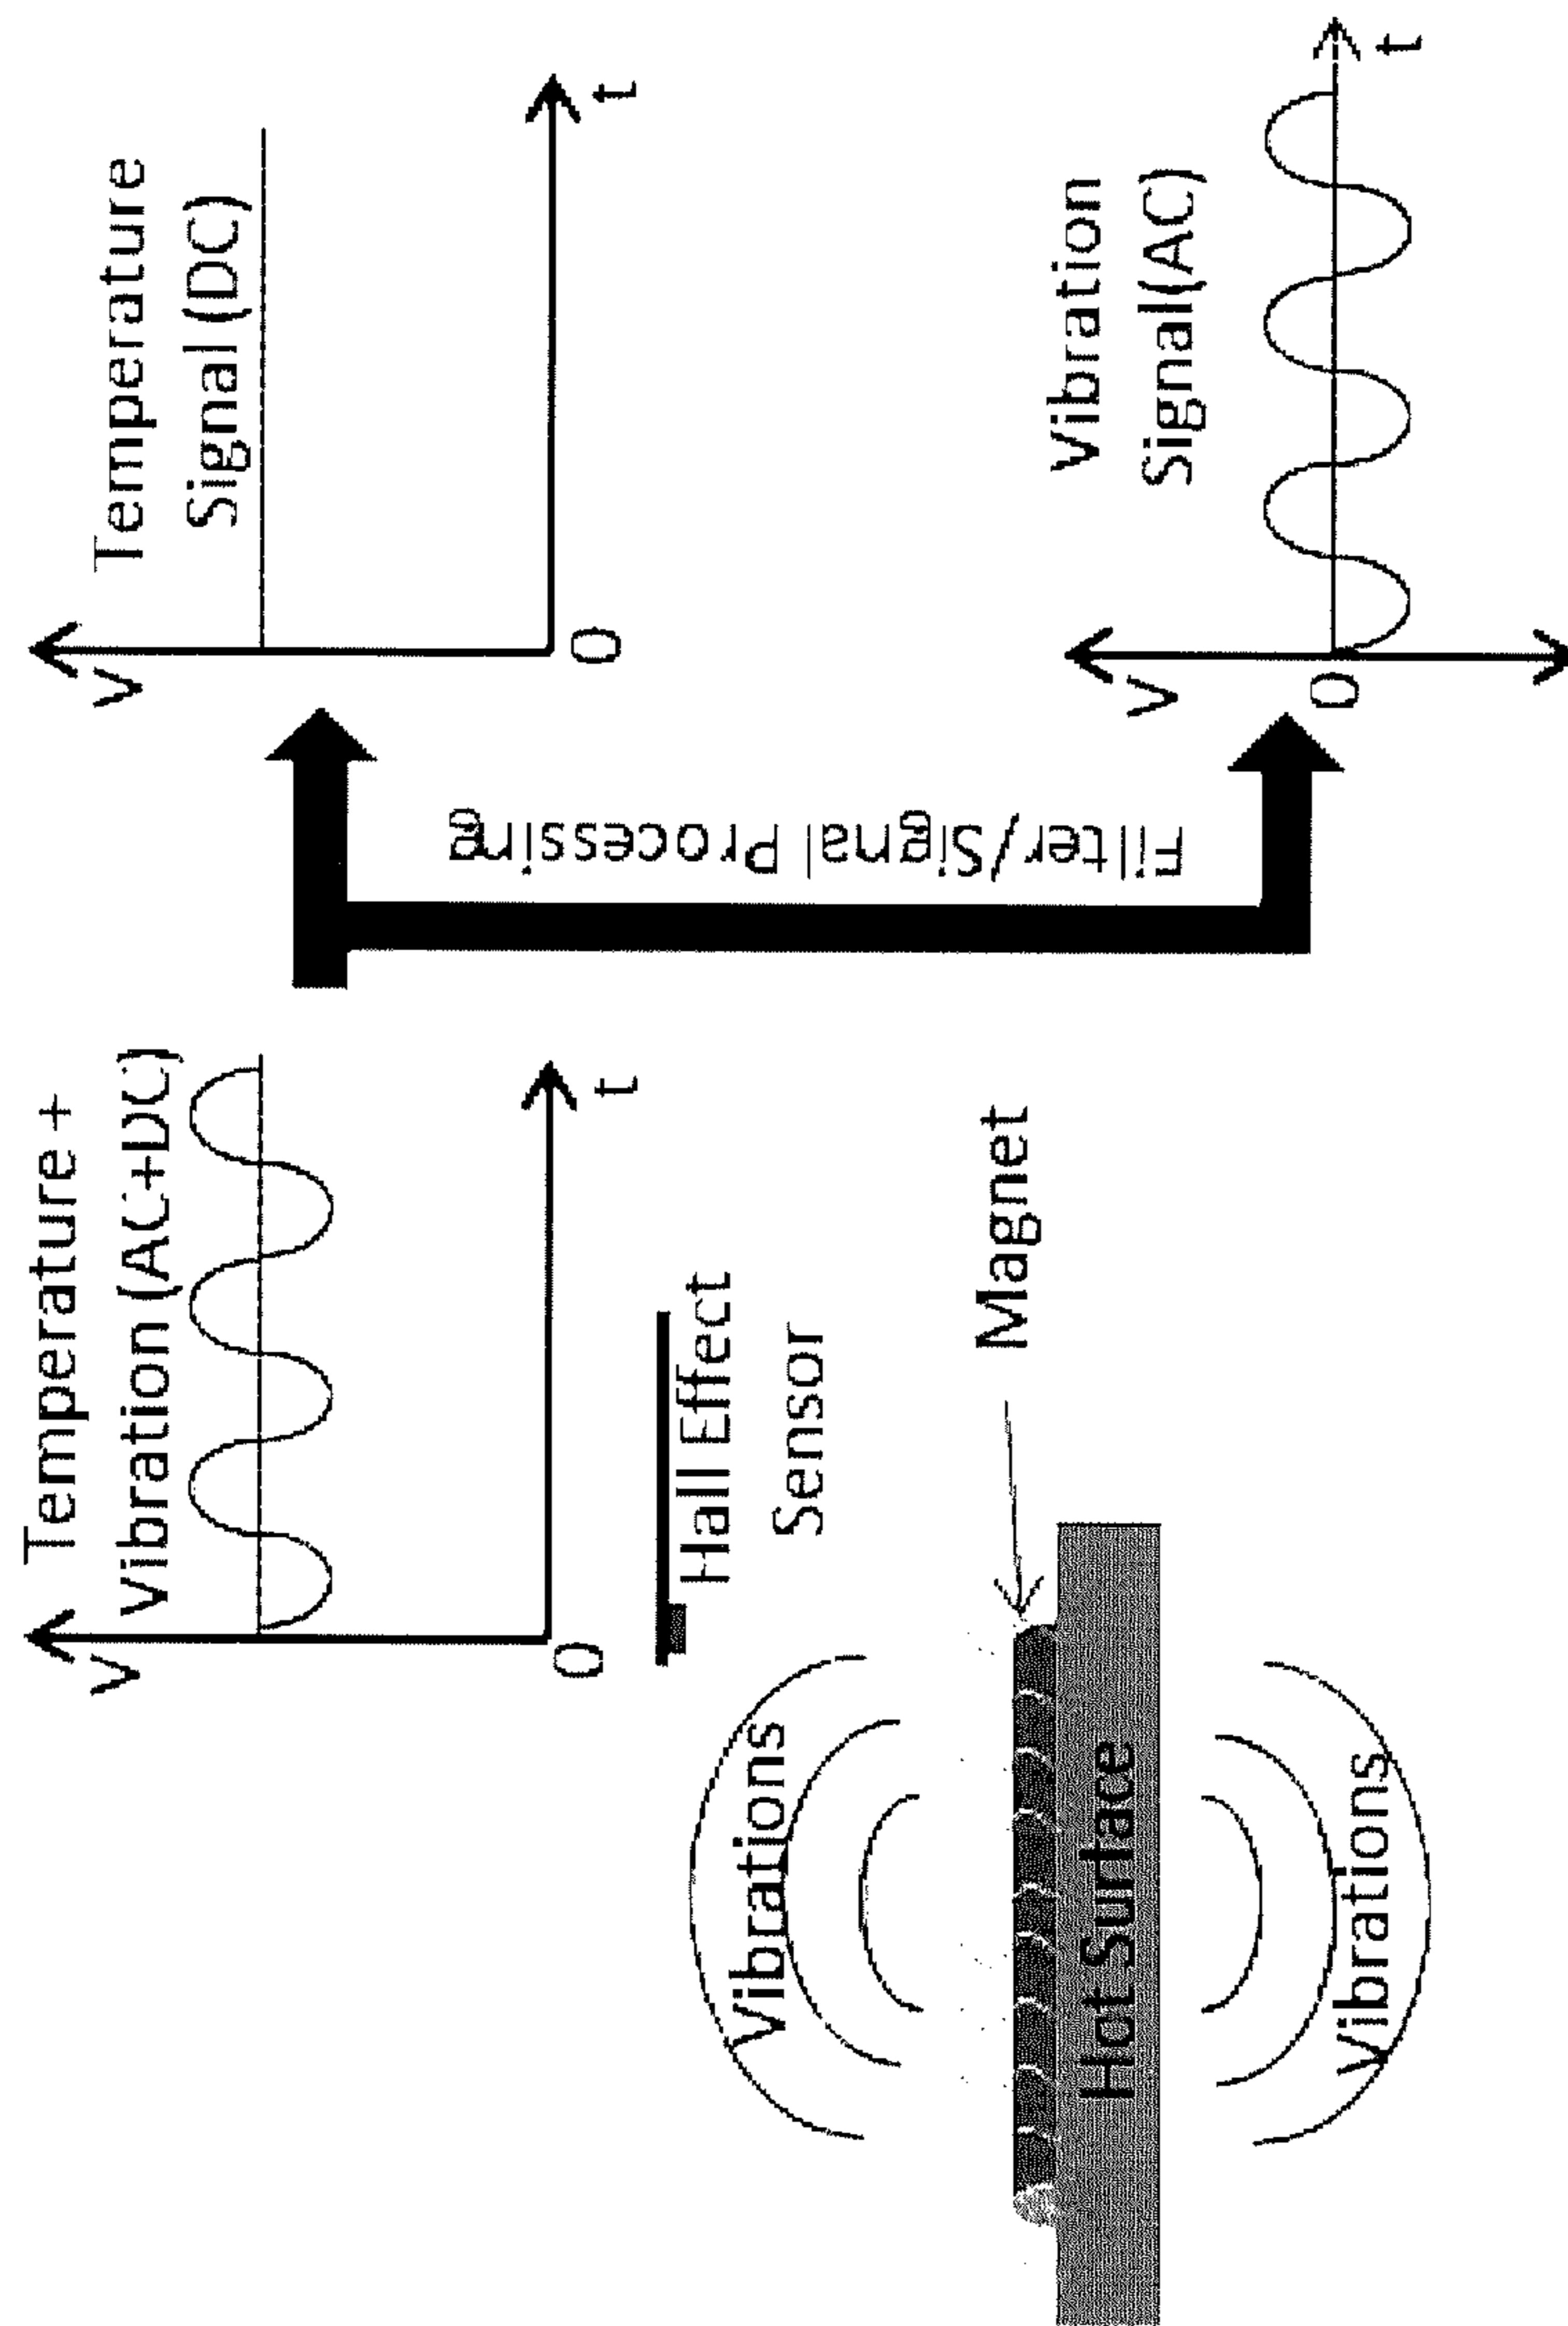 Temperature +
Vibration (AC+DC)
V
0
t
Hall Effect
Sensor
Magnet
Vibrations
Hot Surface
Vibrations
Filter/Signal Processing
Temperature
Signal (DC)
V
0
t
Vibration
Signal(AC)
V
0
t